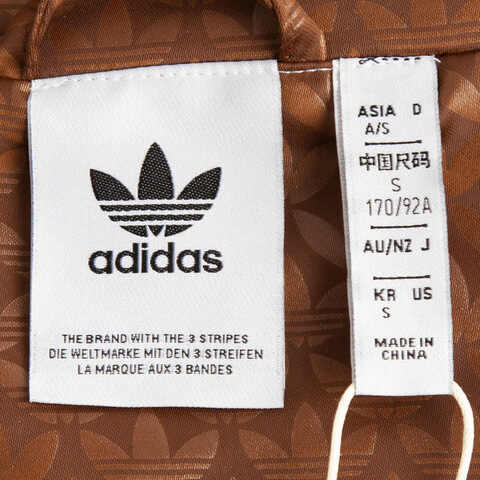 adidas
THE BRAND WITH THE 3 STRIPES
DIE WELTMARKE MIT DEN 3 STREIFEN
LA MARQUE AUX 3 BANDES
ASIA D
A/S
中国尺码
S
170/92A
AU/NZ J
KR US
S
MADE IN
CHINA